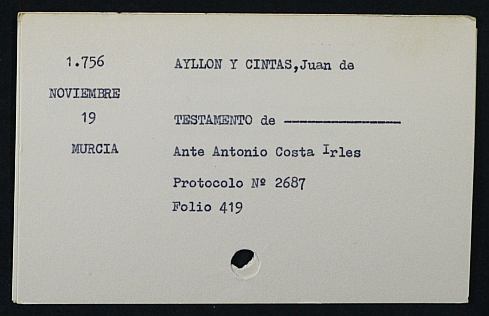 1.756
AYLLON Y CINTAS,Juan de
NOVIEMBRE
19
TESTAMENTO de -----------------
MURCIA
Ante Antonio Costa Irles
Protocolo Nº 2687
Folio 419